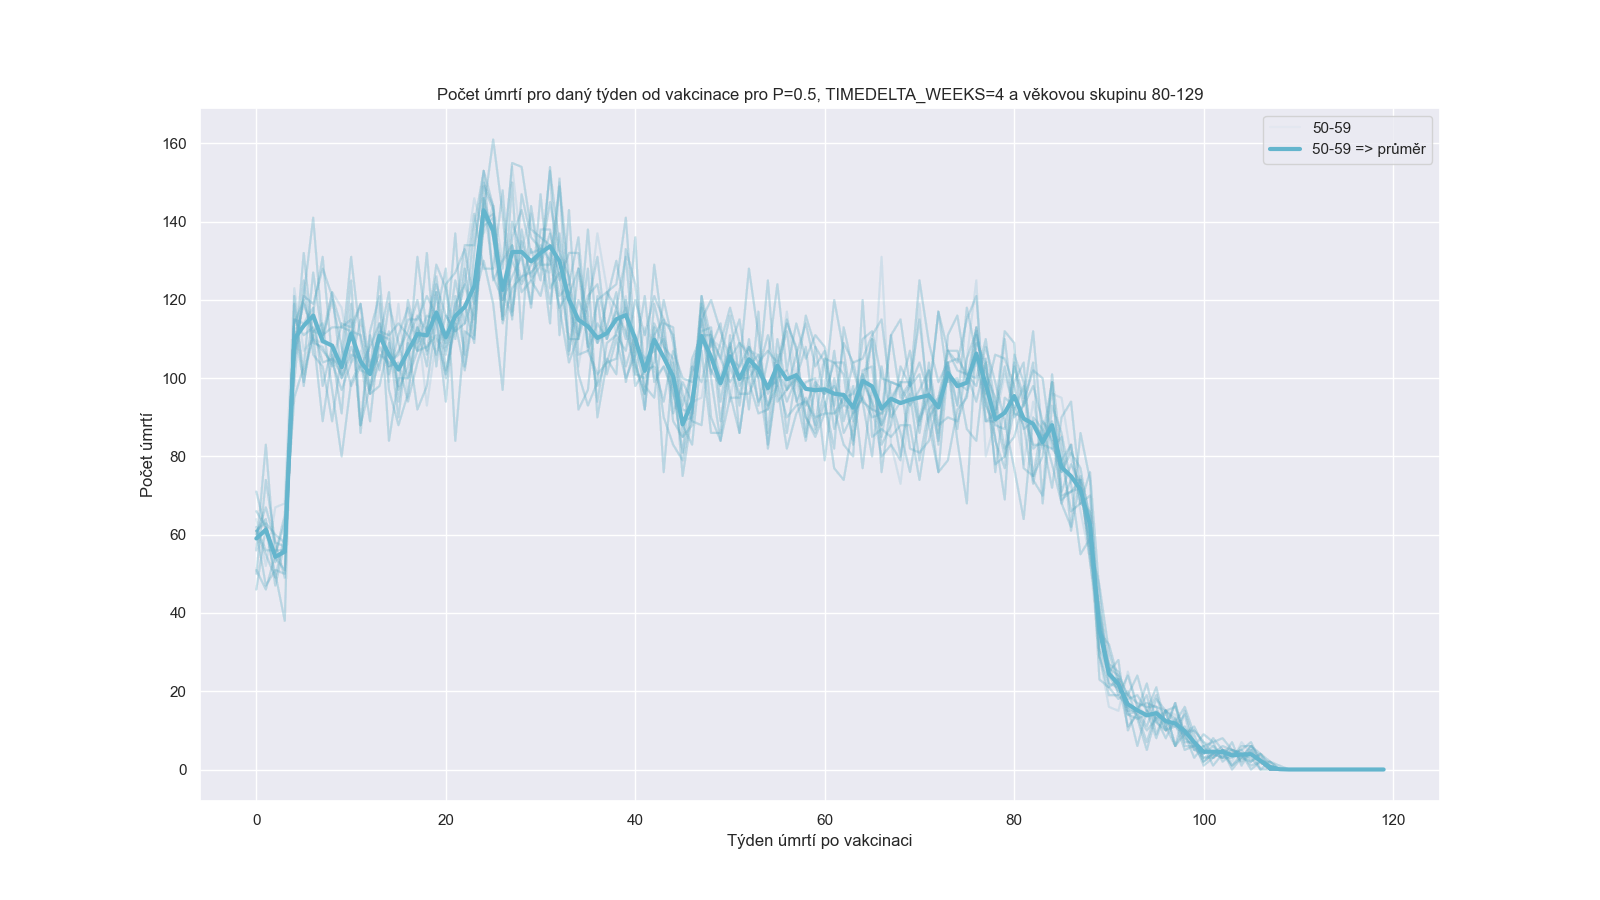 Počet úmrtí pro daný týden od vakcinace pro P=0.5, TIMEDELTA_WEEKS=4 a věkovou skupinu 80-129
50-59
50-59 => průměr
160
140
120
100
80
60
40
20
0
Počet úmrtí
0 20 40 60 80 100 120
Týden úmrtí po vakcinaci